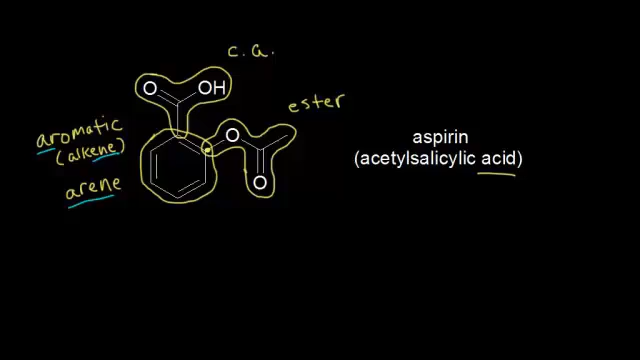 c.a.
O
OH
ester
aromatic
(alkene)
O
arene
O
aspirin
(acetylsalicylic acid)